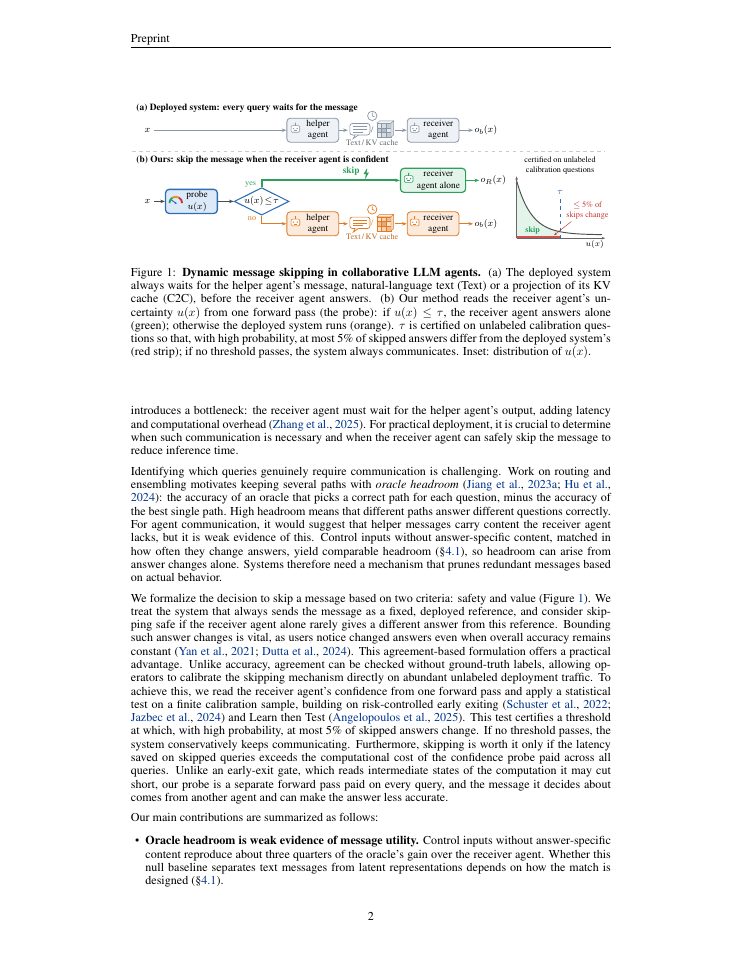 Preprint
(a) Deployed system: every query waits for the message
x
helper
agent
Text / KV cache
receiver
agent
o_b(x)
(b) Ours: skip the message when the receiver agent is confident
x
probe
u(x)
u(x) ≤ τ
yes
skip
receiver
agent alone
o_R(x)
no
helper
agent
Text / KV cache
receiver
agent
o_b(x)
certified on unlabeled
calibration questions
τ
≤ 5% of
skips change
skip
u(x)
Figure 1: Dynamic message skipping in collaborative LLM agents. (a) The deployed system
always waits for the helper agent's message, natural-language text (Text) or a projection of its KV
cache (C2C), before the receiver agent answers. (b) Our method reads the receiver agent's un-
certainty u(x) from one forward pass (the probe): if u(x) ≤ τ, the receiver agent answers alone
(green); otherwise the deployed system runs (orange). τ is certified on unlabeled calibration ques-
tions so that, with high probability, at most 5% of skipped answers differ from the deployed system's
(red strip); if no threshold passes, the system always communicates. Inset: distribution of u(x).
introduces a bottleneck: the receiver agent must wait for the helper agent's output, adding latency
and computational overhead (Zhang et al., 2025). For practical deployment, it is crucial to determine
when such communication is necessary and when the receiver agent can safely skip the message to
reduce inference time.
Identifying which queries genuinely require communication is challenging. Work on routing and
ensembling motivates keeping several paths with oracle headroom (Jiang et al., 2023a; Hu et al.,
2024): the accuracy of an oracle that picks a correct path for each question, minus the accuracy of
the best single path. High headroom means that different paths answer different questions correctly.
For agent communication, it would suggest that helper messages carry content the receiver agent
lacks, but it is weak evidence of this. Control inputs without answer-specific content, matched in
how often they change answers, yield comparable headroom (§4.1), so headroom can arise from
answer changes alone. Systems therefore need a mechanism that prunes redundant messages based
on actual behavior.
We formalize the decision to skip a message based on two criteria: safety and value (Figure 1). We
treat the system that always sends the message as a fixed, deployed reference, and consider skip-
ping safe if the receiver agent alone rarely gives a different answer from this reference. Bounding
such answer changes is vital, as users notice changed answers even when overall accuracy remains
constant (Yan et al., 2021; Dutta et al., 2024). This agreement-based formulation offers a practical
advantage. Unlike accuracy, agreement can be checked without ground-truth labels, allowing op-
erators to calibrate the skipping mechanism directly on abundant unlabeled deployment traffic. To
achieve this, we read the receiver agent's confidence from one forward pass and apply a statistical
test on a finite calibration sample, building on risk-controlled early exiting (Schuster et al., 2022;
Jazbec et al., 2024) and Learn then Test (Angelopoulos et al., 2025). This test certifies a threshold
at which, with high probability, at most 5% of skipped answers change. If no threshold passes, the
system conservatively keeps communicating. Furthermore, skipping is worth it only if the latency
saved on skipped queries exceeds the computational cost of the confidence probe paid across all
queries. Unlike an early-exit gate, which reads intermediate states of the computation it may cut
short, our probe is a separate forward pass paid on every query, and the message it decides about
comes from another agent and can make the answer less accurate.
Our main contributions are summarized as follows:
• Oracle headroom is weak evidence of message utility. Control inputs without answer-specific
content reproduce about three quarters of the oracle's gain over the receiver agent. Whether this
null baseline separates text messages from latent representations depends on how the match is
designed (§4.1).
2